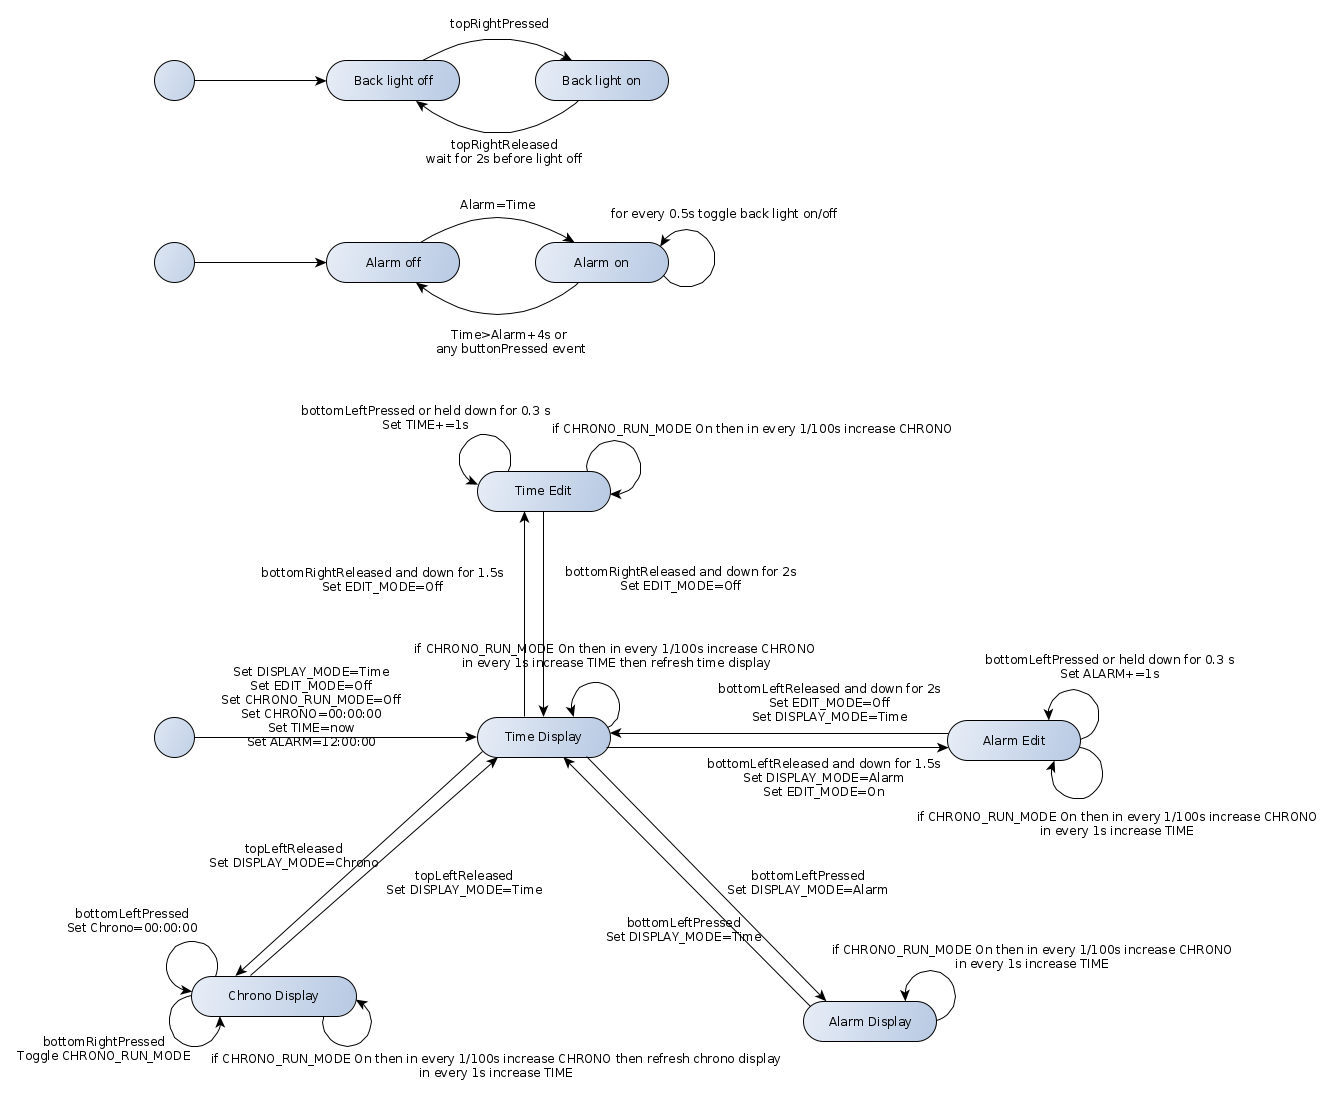 topRightPressed
Back light off
Back light on
topRightReleased
wait for 2s before light off
Alarm=Time
for every 0.5s toggle back light on/off
Alarm off
Alarm on
Time>Alarm+4s or
any buttonPressed event
bottomLeftPressed or held down for 0.3 s
Set TIME+=1s
if CHRONO_RUN_MODE On then in every 1/100s increase CHRONO
Time Edit
bottomRightReleased and down for 1.5s
Set EDIT_MODE=Off
bottomRightReleased and down for 2s
Set EDIT_MODE=Off
if CHRONO_RUN_MODE On then in every 1/100s increase CHRONO
in every 1s increase TIME then refresh time display
Set DISPLAY_MODE=Time
Set EDIT_MODE=Off
Set CHRONO_RUN_MODE=Off
Set CHRONO=00:00:00
Set TIME=now
Set ALARM=12:00:00
Time Display
bottomLeftReleased and down for 2s
Set EDIT_MODE=Off
Set DISPLAY_MODE=Time
bottomLeftPressed or held down for 0.3 s
Set ALARM+=1s
Alarm Edit
bottomLeftReleased and down for 1.5s
Set DISPLAY_MODE=Alarm
Set EDIT_MODE=On
if CHRONO_RUN_MODE On then in every 1/100s increase CHRONO
in every 1s increase TIME
topLeftReleased
Set DISPLAY_MODE=Chrono
topLeftReleased
Set DISPLAY_MODE=Time
bottomLeftPressed
Set DISPLAY_MODE=Alarm
bottomLeftPressed
Set DISPLAY_MODE=Time
bottomLeftPressed
Set Chrono=00:00:00
if CHRONO_RUN_MODE On then in every 1/100s increase CHRONO
in every 1s increase TIME
Chrono Display
Alarm Display
bottomRightPressed
Toggle CHRONO_RUN_MODE
if CHRONO_RUN_MODE On then in every 1/100s increase CHRONO then refresh chrono display
in every 1s increase TIME